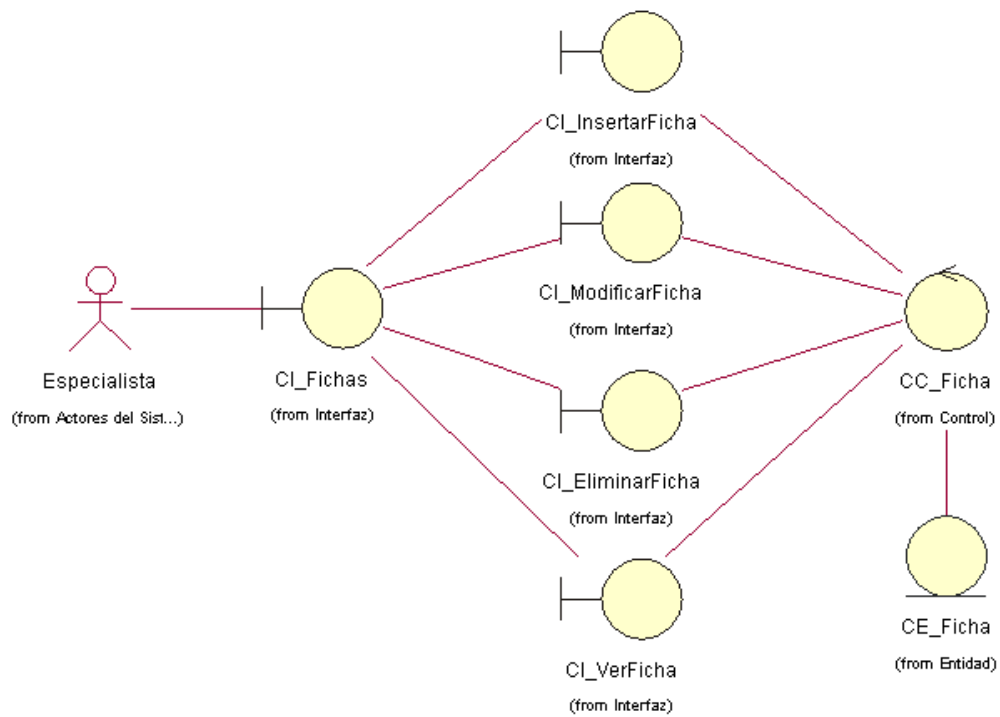 CI_InsertarFicha
(from Interfaz)
CI_ModificarFicha
(from Interfaz)
Especialista
(from Actores del Sist...)
CI_Fichas
(from Interfaz)
CC_Ficha
(from Control)
CI_EliminarFicha
(from Interfaz)
CE_Ficha
(from Entidad)
CI_VerFicha
(from Interfaz)